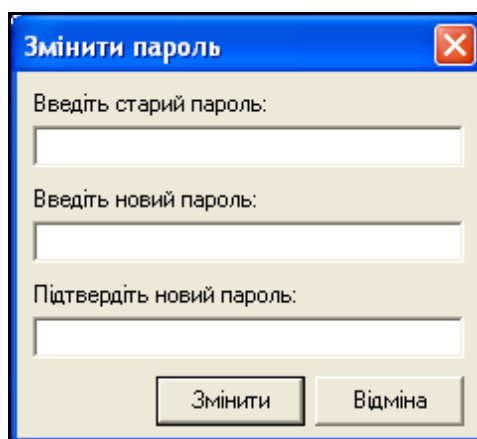 Змінити пароль
Введіть старий пароль:
Введіть новий пароль:
Підтвердіть новий пароль:
Змінити Відміна